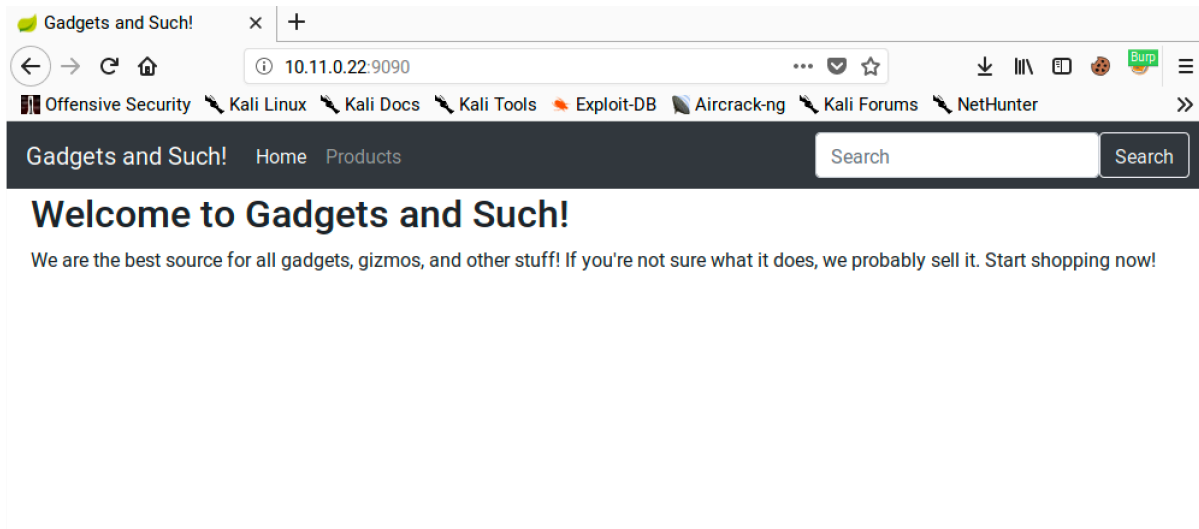 Gadgets and Such!
10.11.0.22:9090
Burp
Offensive Security Kali Linux Kali Docs Kali Tools Exploit-DB Aircrack-ng Kali Forums NetHunter
Gadgets and Such! Home Products Search Search
Welcome to Gadgets and Such!
We are the best source for all gadgets, gizmos, and other stuff! If you're not sure what it does, we probably sell it. Start shopping now!